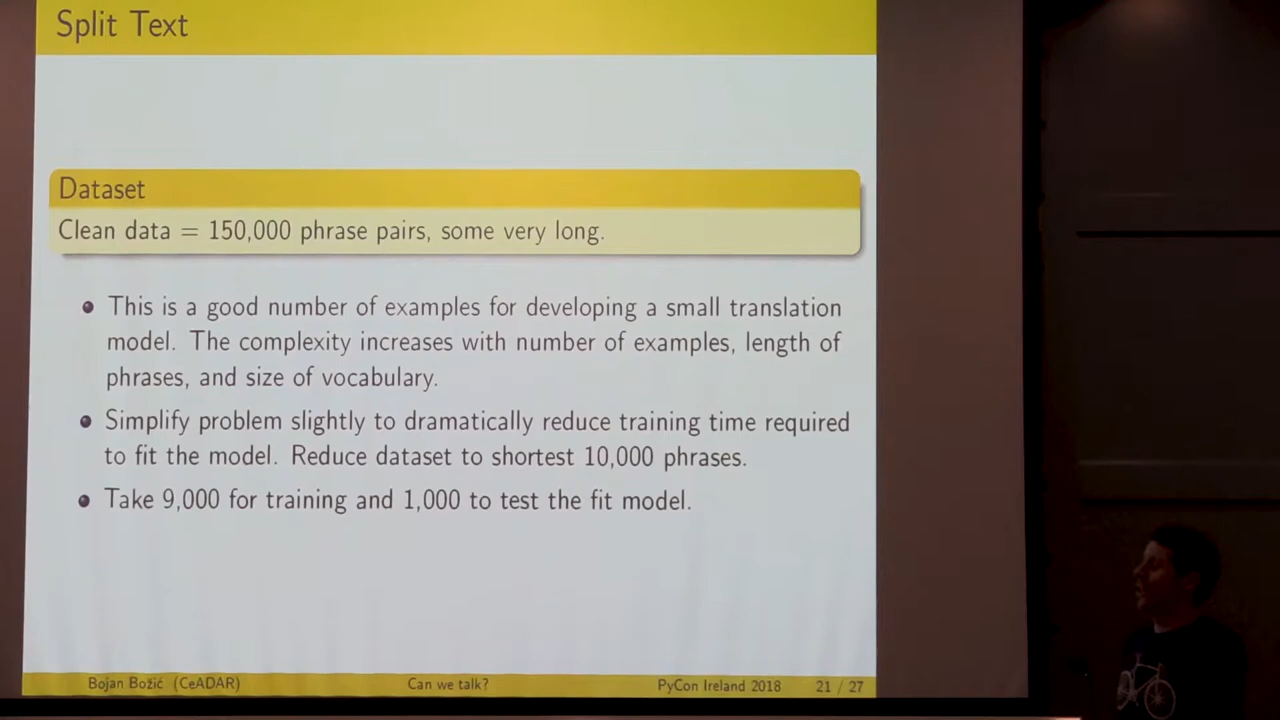 Split Text
Dataset
Clean data = 150,000 phrase pairs, some very long.
This is a good number of examples for developing a small translation
model. The complexity increases with number of examples, length of
phrases, and size of vocabulary.
Simplify problem slightly to dramatically reduce training time required
to fit the model. Reduce dataset to shortest 10,000 phrases.
Take 9,000 for training and 1,000 to test the fit model.
Bojan Božić (CeADAR) Can we talk? PyCon Ireland 2018 21 / 27